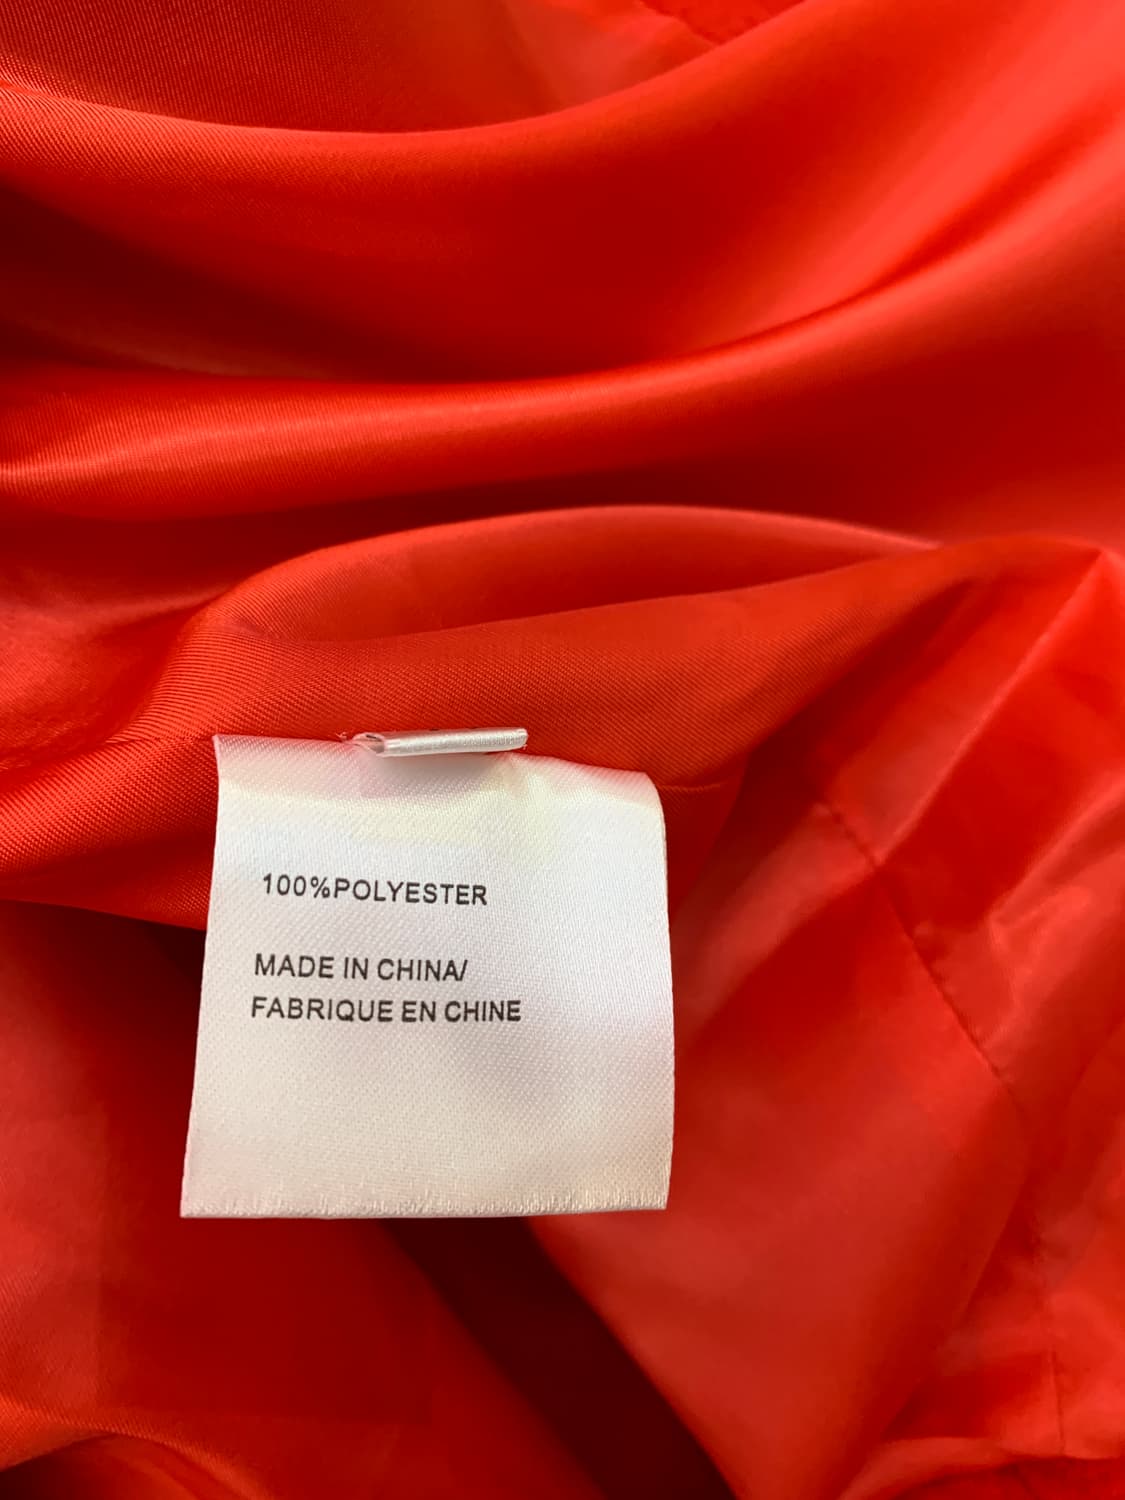 100%POLYESTER
MADE IN CHINA/
FABRIQUE EN CHINE